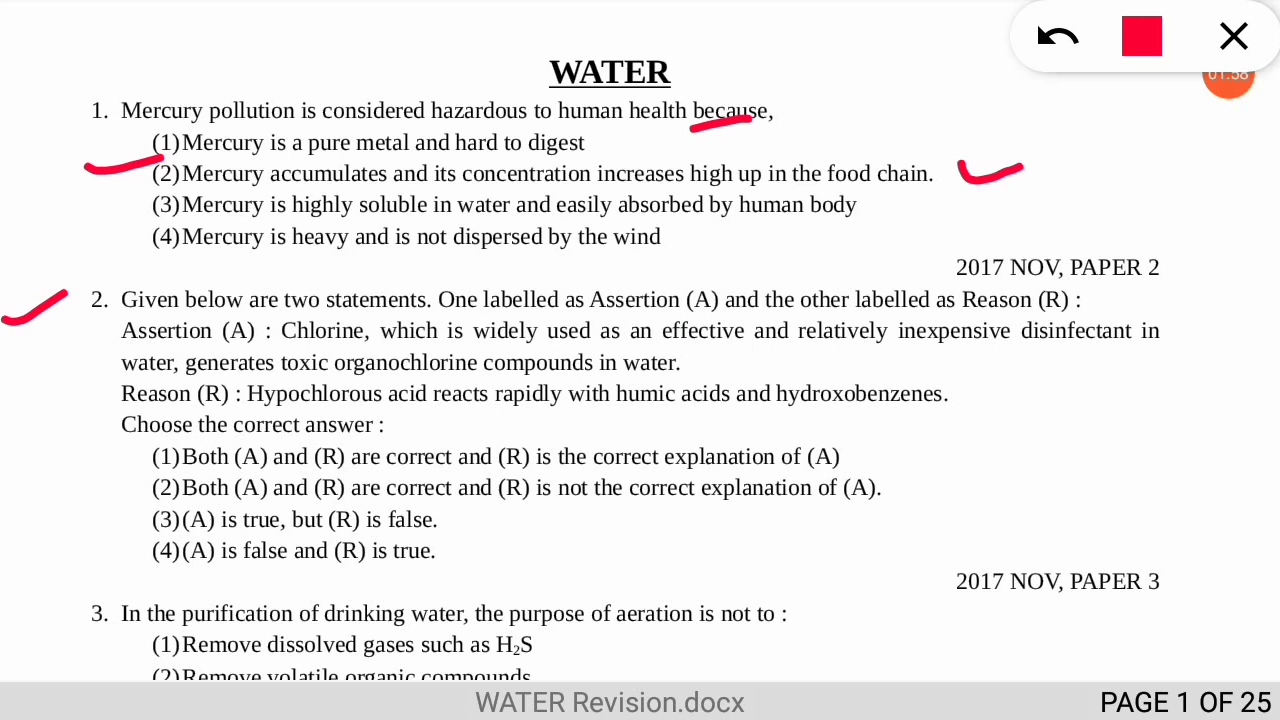 WATER
01:58
1. Mercury pollution is considered hazardous to human health because,
(1)Mercury is a pure metal and hard to digest
(2)Mercury accumulates and its concentration increases high up in the food chain.
(3)Mercury is highly soluble in water and easily absorbed by human body
(4)Mercury is heavy and is not dispersed by the wind
2017 NOV, PAPER 2
2. Given below are two statements. One labelled as Assertion (A) and the other labelled as Reason (R) :
Assertion (A) : Chlorine, which is widely used as an effective and relatively inexpensive disinfectant in
water, generates toxic organochlorine compounds in water.
Reason (R) : Hypochlorous acid reacts rapidly with humic acids and hydroxobenzenes.
Choose the correct answer :
(1)Both (A) and (R) are correct and (R) is the correct explanation of (A)
(2)Both (A) and (R) are correct and (R) is not the correct explanation of (A).
(3)(A) is true, but (R) is false.
(4)(A) is false and (R) is true.
2017 NOV, PAPER 3
3. In the purification of drinking water, the purpose of aeration is not to :
(1)Remove dissolved gases such as H₂S
(2)Remove volatile organic compounds
WATER Revision.docx
PAGE 1 OF 25